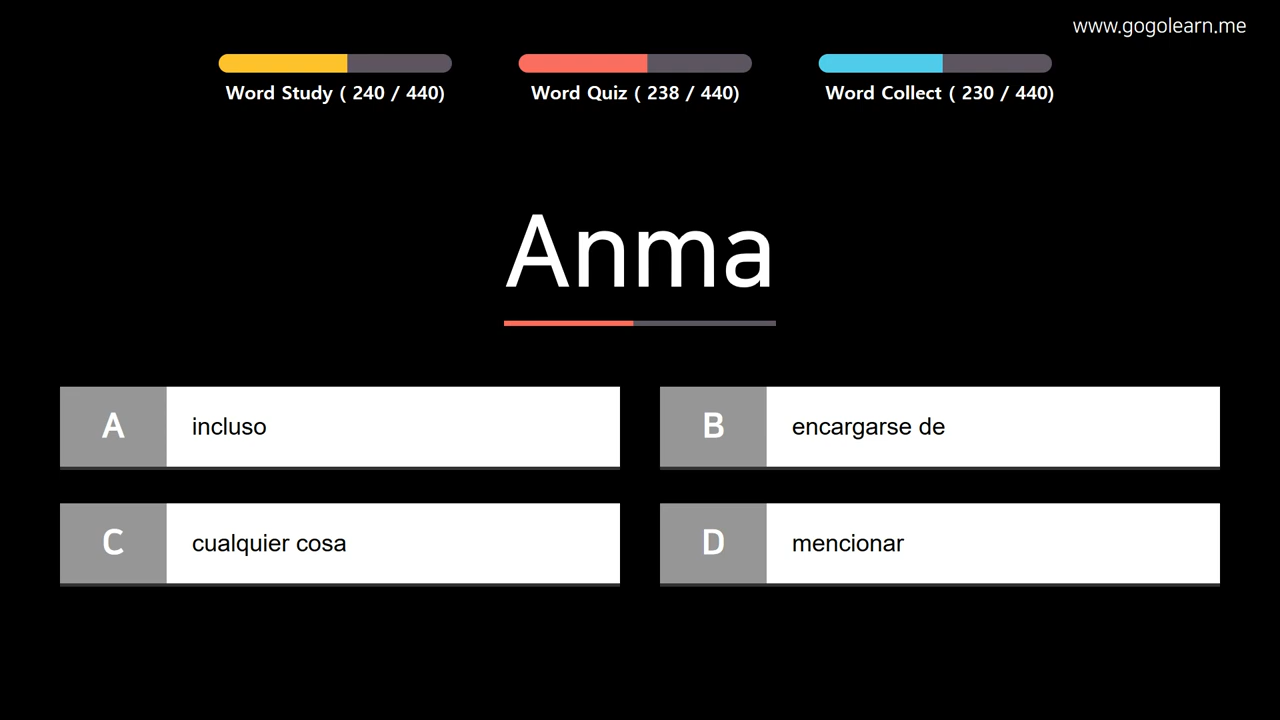 www.gogolearn.me
Word Study ( 240 / 440)
Word Quiz ( 238 / 440)
Word Collect ( 230 / 440)
Anma
A
incluso
B
encargarse de
C
cualquier cosa
D
mencionar